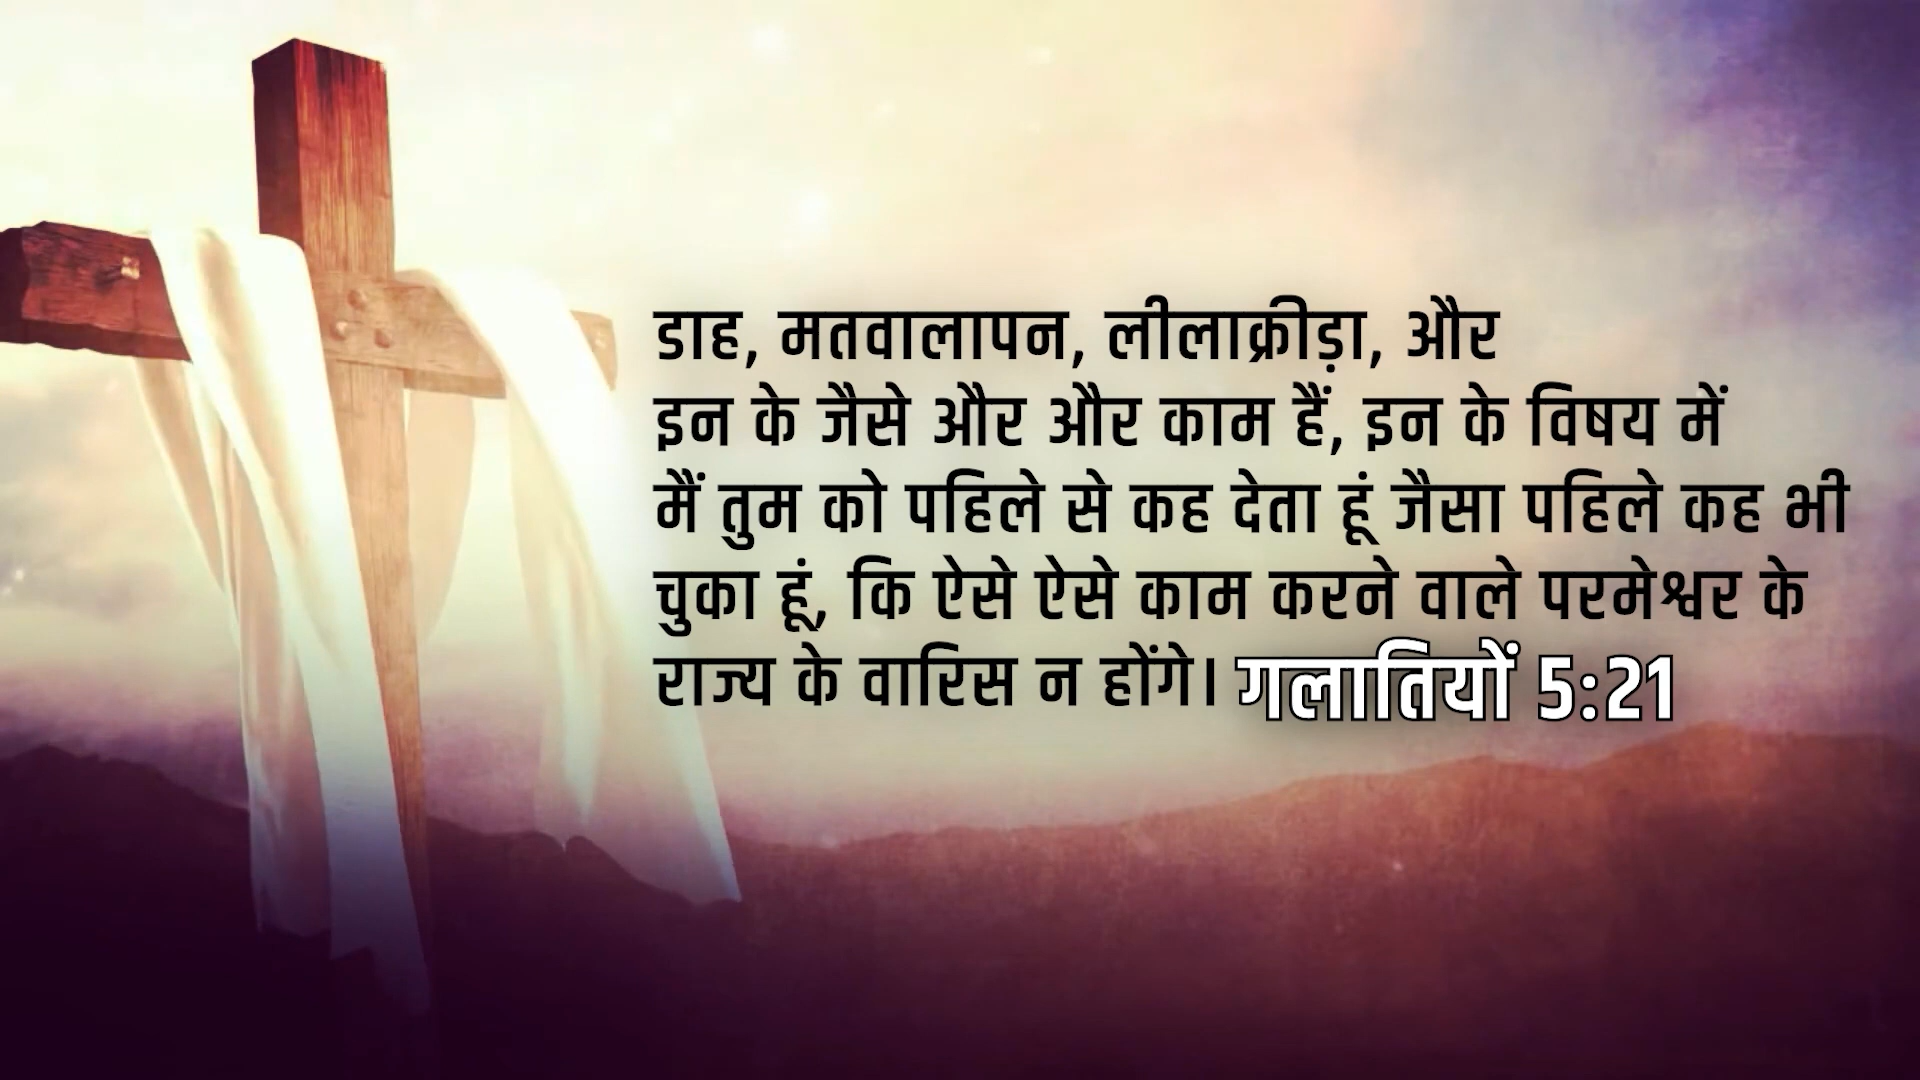 डाह, मतवालापन, लीलाक्रीड़ा, और
इन के जैसे और और काम हैं, इन के विषय में
मैं तुम को पहिले से कह देता हूं जैसा पहिले कह भी
चुका हूं, कि ऐसे ऐसे काम करने वाले परमेश्वर के
राज्य के वारिस न होंगे। गलातियों 5:21